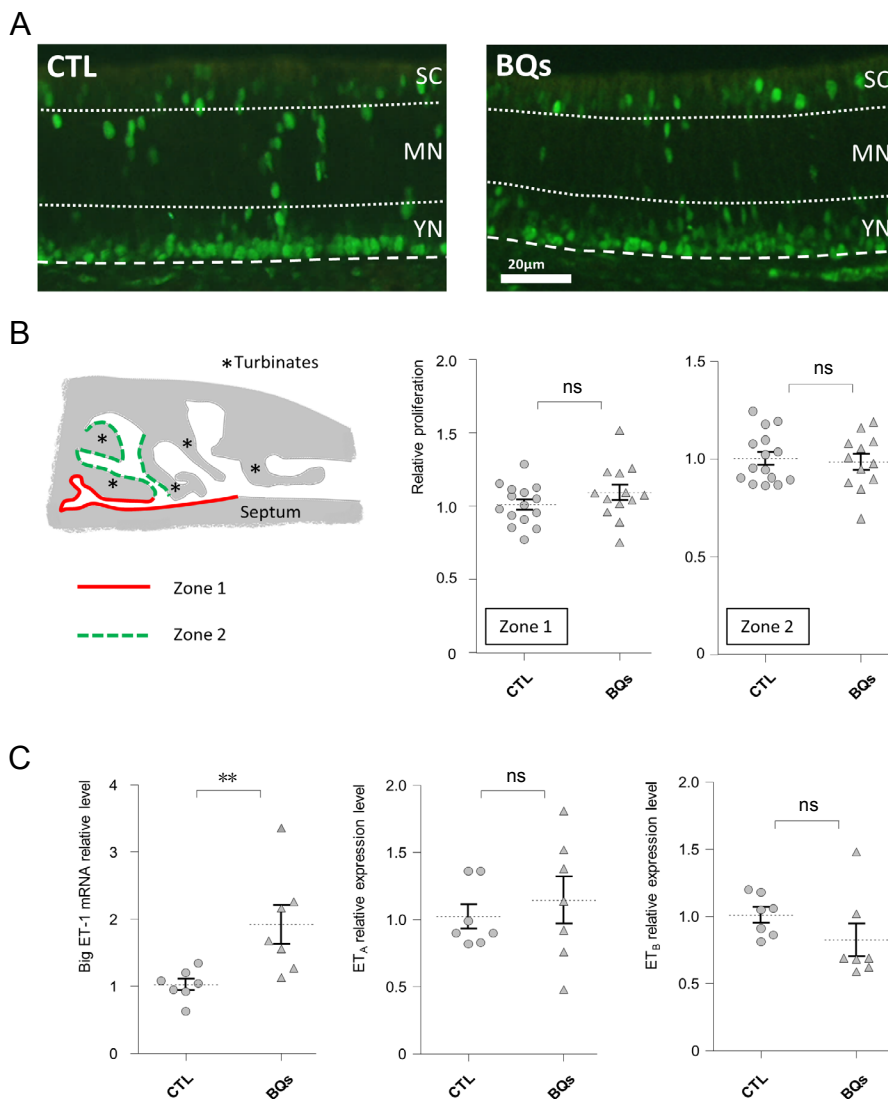 A
CTL
SC
MN
YN
BQs
SC
MN
YN
20µm
B
*Turbinates
*
*
*
*
*
Septum
Zone 1
Zone 2
Relative proliferation
2.0
1.5
1.0
0.5
0
ns
Zone 1
CTL
BQs
1.5
1.0
0.5
0
ns
Zone 2
CTL
BQs
C
Big ET-1 mRNA relative level
4
3
2
1
0
**
CTL
BQs
ETA relative expression level
2.0
1.5
1.0
0.5
0
ns
CTL
BQs
ETB relative expression level
2.0
1.5
1.0
0.5
0
ns
CTL
BQs